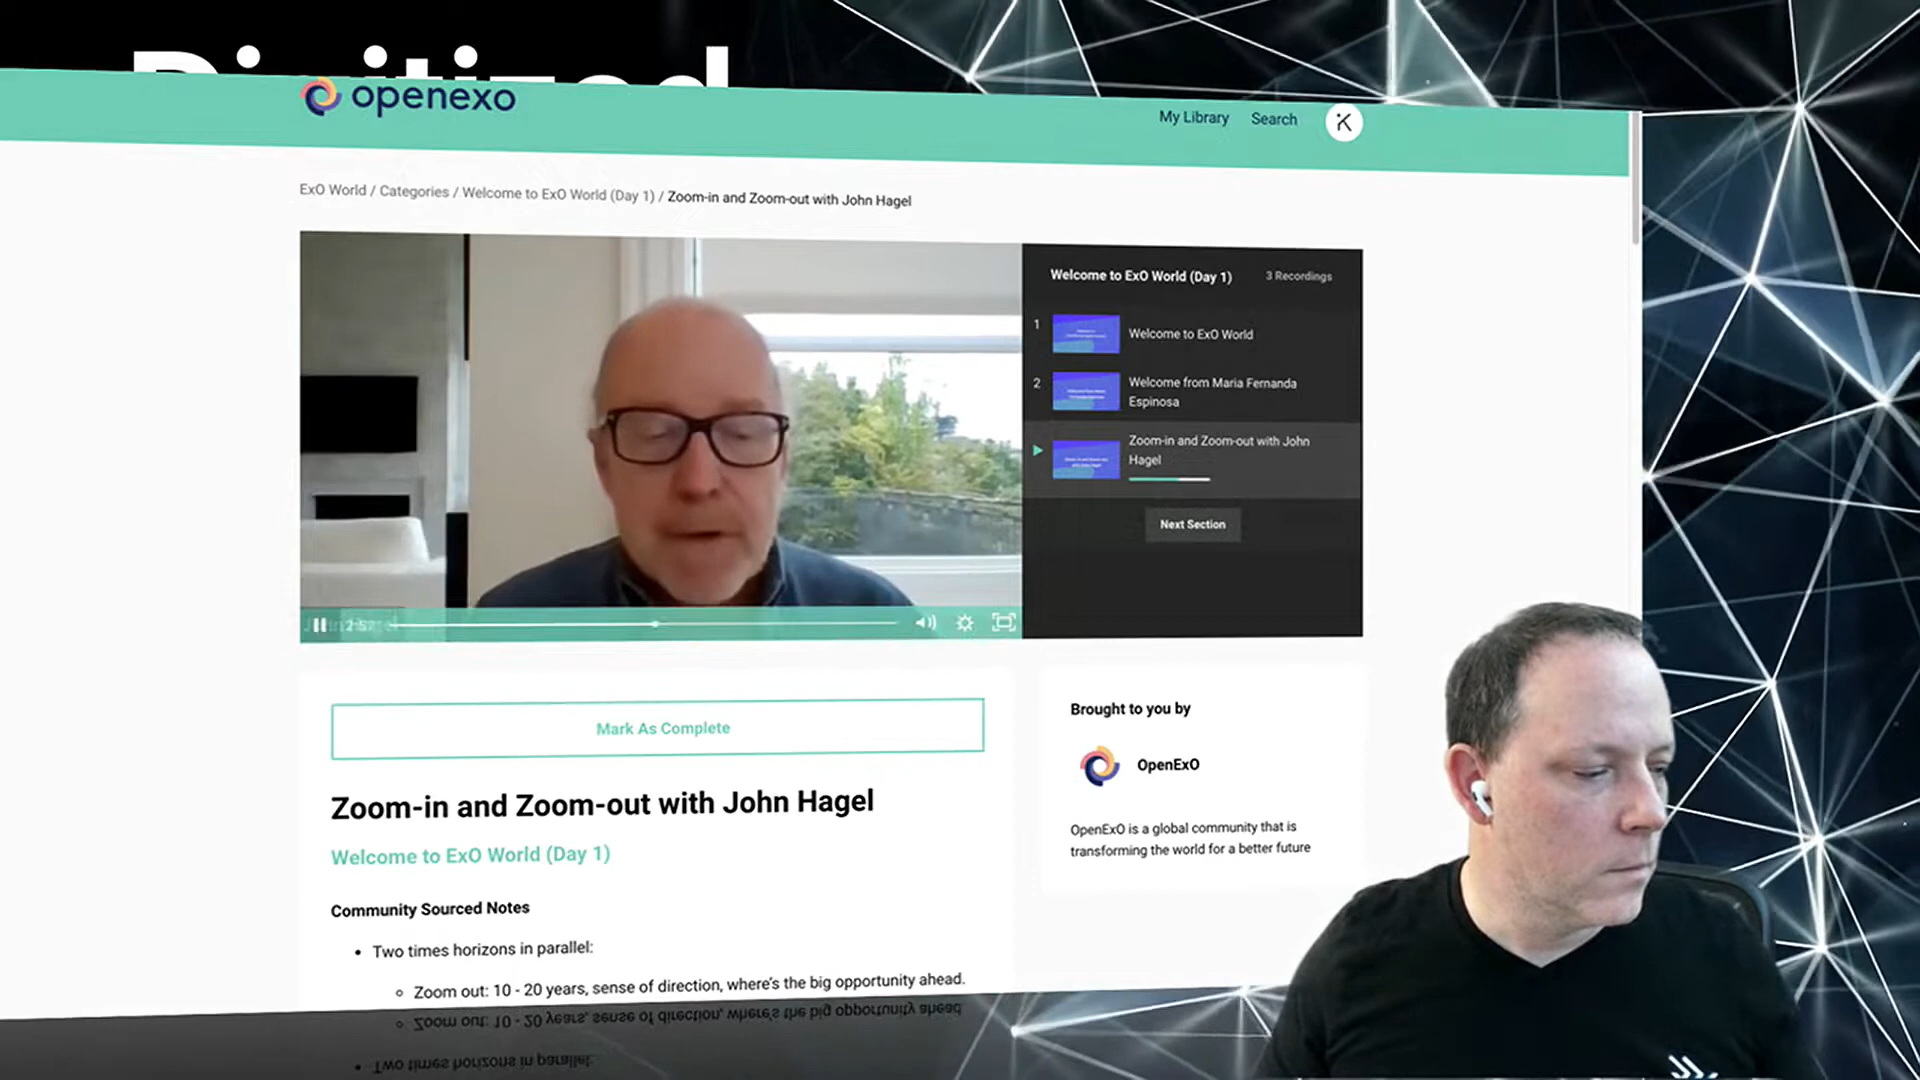 Digitized
openexo
My Library Search
ExO World / Categories / Welcome to ExO World (Day 1) / Zoom-in and Zoom-out with John Hagel
Welcome to ExO World (Day 1) 3 Recordings
1 Welcome to ExO World
2 Welcome from Maria Fernanda
Espinosa
Zoom-in and Zoom-out with John
Hagel
Next Section
2:57
Mark As Complete
Zoom-in and Zoom-out with John Hagel
Welcome to ExO World (Day 1)
Community Sourced Notes
• Two times horizons in parallel:
◦ Zoom out: 10 - 20 years, sense of direction, where's the big opportunity ahead.
Brought to you by
OpenExO
OpenExO is a global community that is
transforming the world for a better future